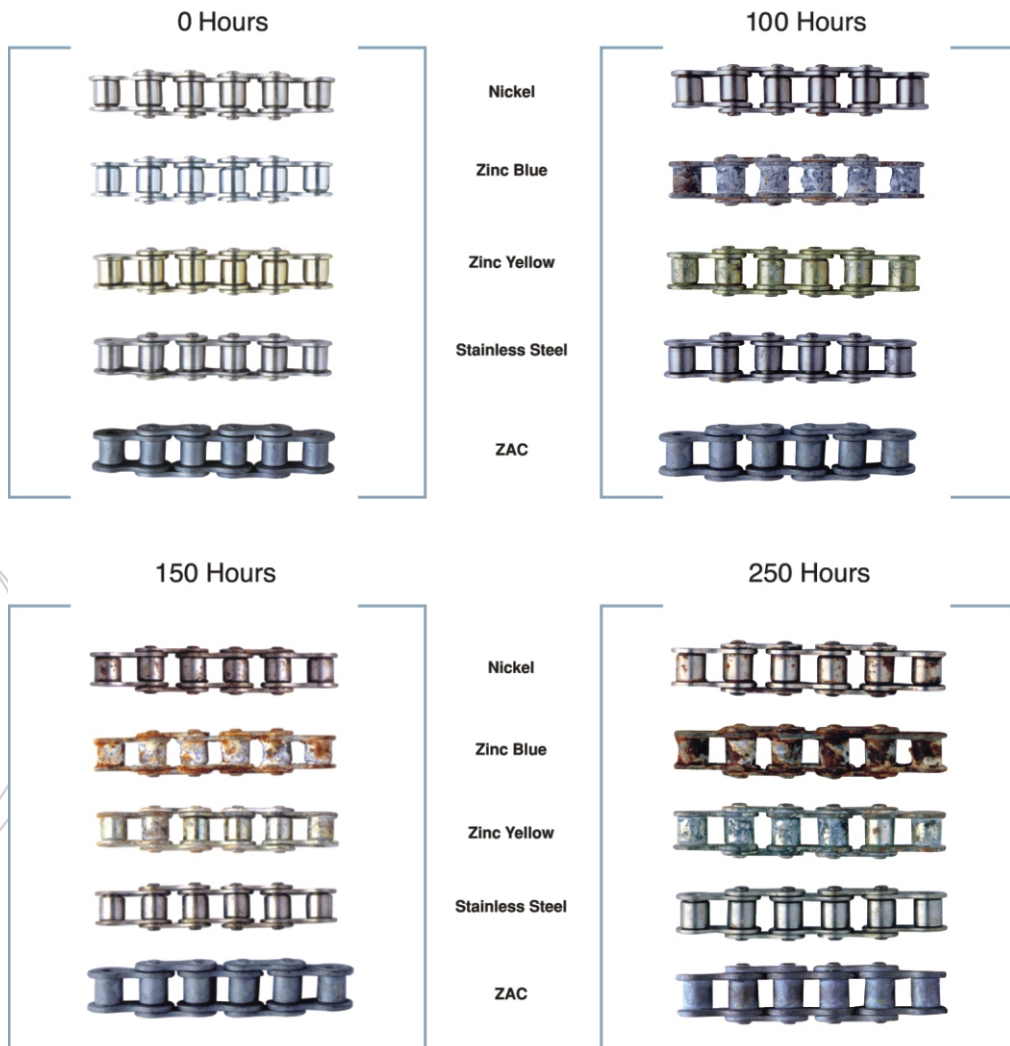 0 Hours
100 Hours
Nickel
Zinc Blue
Zinc Yellow
Stainless Steel
ZAC
150 Hours
250 Hours
Nickel
Zinc Blue
Zinc Yellow
Stainless Steel
ZAC